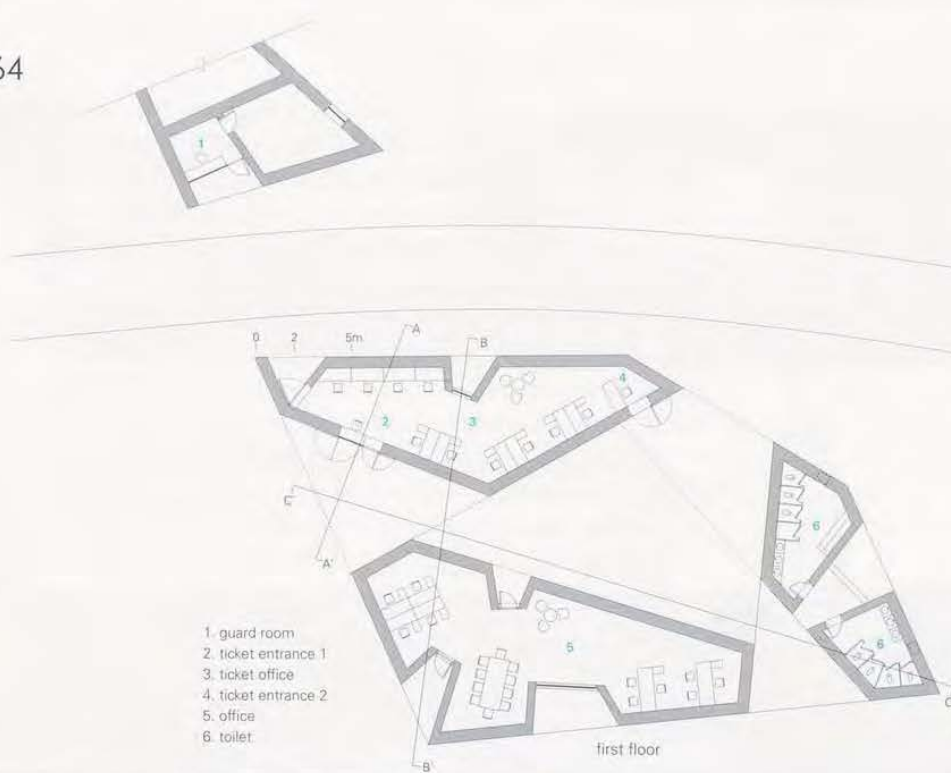 64
1
0 2 5m
A
B
4
2
3
C'
6
A'
6
5
C
B'
1. guard room
2. ticket entrance 1
3. ticket office
4. ticket entrance 2
5. office
6. toilet
first floor